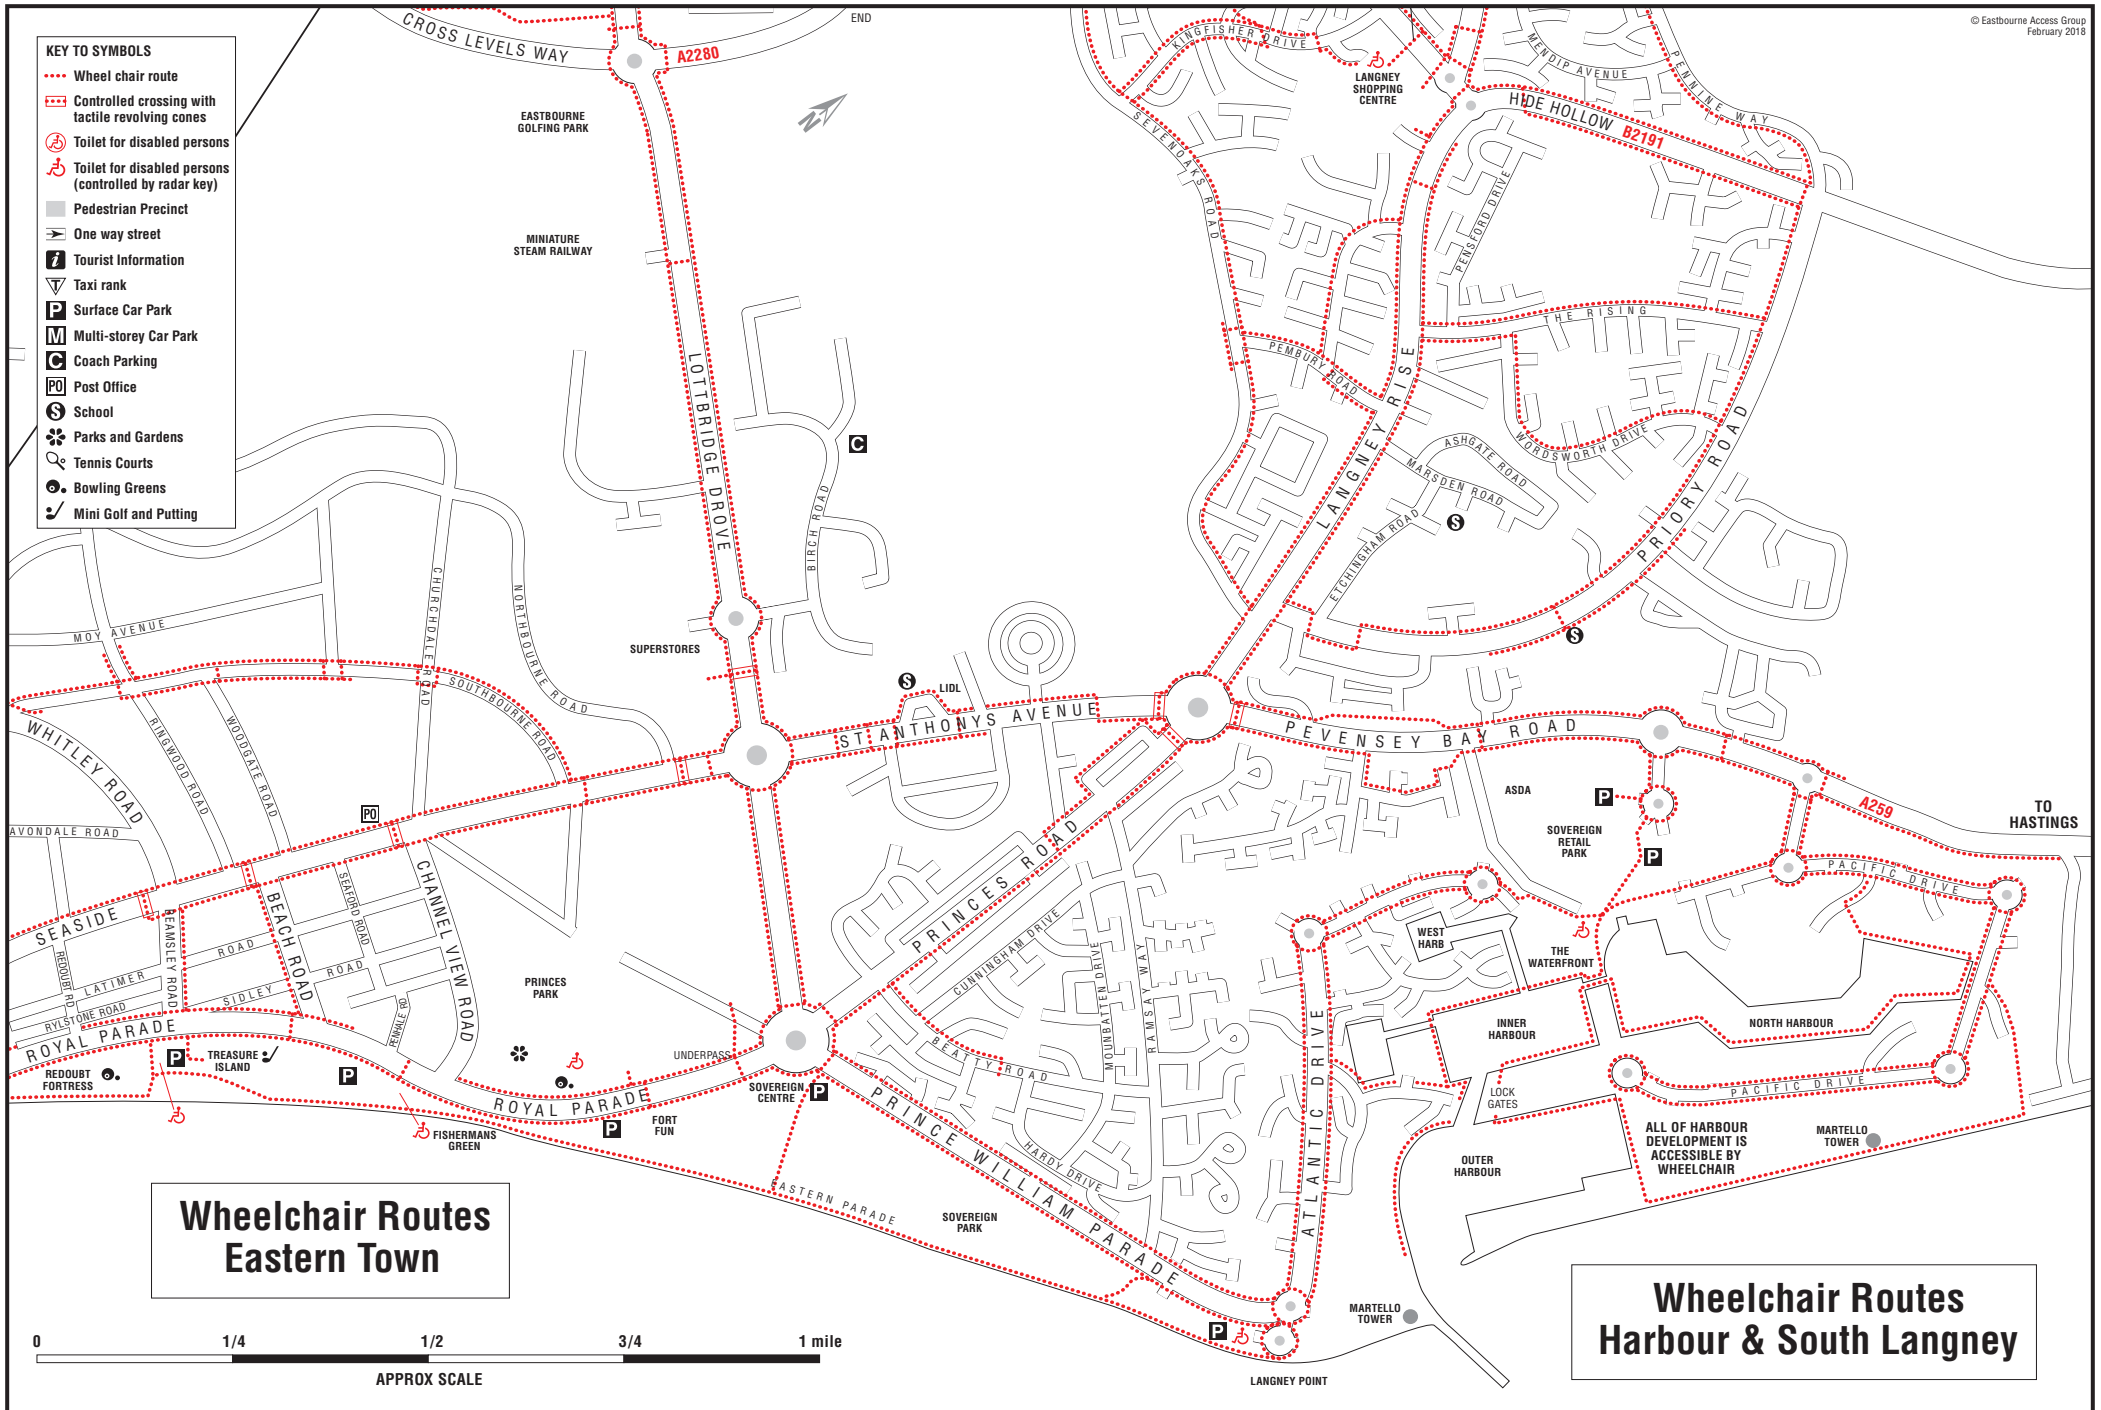 © Eastbourne Access Group
February 2018
KEY TO SYMBOLS
Wheel chair route
Controlled crossing with
tactile revolving cones
Toilet for disabled persons
Toilet for disabled persons
(controlled by radar key)
Pedestrian Precinct
One way street
i Tourist Information
T Taxi rank
P Surface Car Park
M Multi-storey Car Park
C Coach Parking
PO Post Office
S School
Parks and Gardens
Tennis Courts
Bowling Greens
Mini Golf and Putting
CROSS LEVELS WAY
A2280
END
EASTBOURNE
GOLFING PARK
N
MINIATURE
STEAM RAILWAY
LOTTBRIDGE DROVE
C
BIRCH ROAD
SUPERSTORES
KINGFISHER DRIVE
SEVENOAKS ROAD
LANGNEY
SHOPPING
CENTRE
MENDIP AVENUE
PENNINE WAY
HIDE HOLLOW
B2191
PENSFORD DRIVE
THE RISING
PEMBURY ROAD
LANGNEY RISE
ASHGATE ROAD
MARSDEN ROAD
WORDSWORTH DRIVE
ETCHINGHAM ROAD
S
PRIORY ROAD
S
MOY AVENUE
CHURCHDALE ROAD
NORTHBOURNE ROAD
SOUTHBOURNE ROAD
WHITLEY ROAD
RINGWOOD ROAD
WOODGATE ROAD
AVONDALE ROAD
PO
S
LIDL
ST ANTHONYS AVENUE
PEVENSEY BAY ROAD
A259
TO
HASTINGS
ASDA
P
SOVEREIGN
RETAIL
PARK
P
PACIFIC DRIVE
SEASIDE
BEAMSLEY ROAD
BEACH ROAD
SEAFORD ROAD
CHANNEL VIEW ROAD
REDOUBT RD
LATIMER ROAD
RYLSTONE ROAD
SIDLEY ROAD
PENHALE RD
ROYAL PARADE
REDOUBT
FORTRESS
P
TREASURE
ISLAND
P
PRINCES
PARK
UNDERPASS
ROYAL PARADE
P
FORT
FUN
FISHERMANS
GREEN
SOVEREIGN
CENTRE
P
PRINCES ROAD
CUNNINGHAM DRIVE
BEATTY ROAD
MOUNTBATTEN DRIVE
RAMSAY WAY
HARDY DRIVE
PRINCE WILLIAM PARADE
EASTERN PARADE
SOVEREIGN
PARK
ATLANTIC DRIVE
WEST
HARB
THE
WATERFRONT
INNER
HARBOUR
NORTH HARBOUR
LOCK
GATES
PACIFIC DRIVE
OUTER
HARBOUR
ALL OF HARBOUR
DEVELOPMENT IS
ACCESSIBLE BY
WHEELCHAIR
MARTELLO
TOWER
MARTELLO
TOWER
P
LANGNEY POINT
Wheelchair Routes
Eastern Town
Wheelchair Routes
Harbour & South Langney
0 1/4 1/2 3/4 1 mile
APPROX SCALE